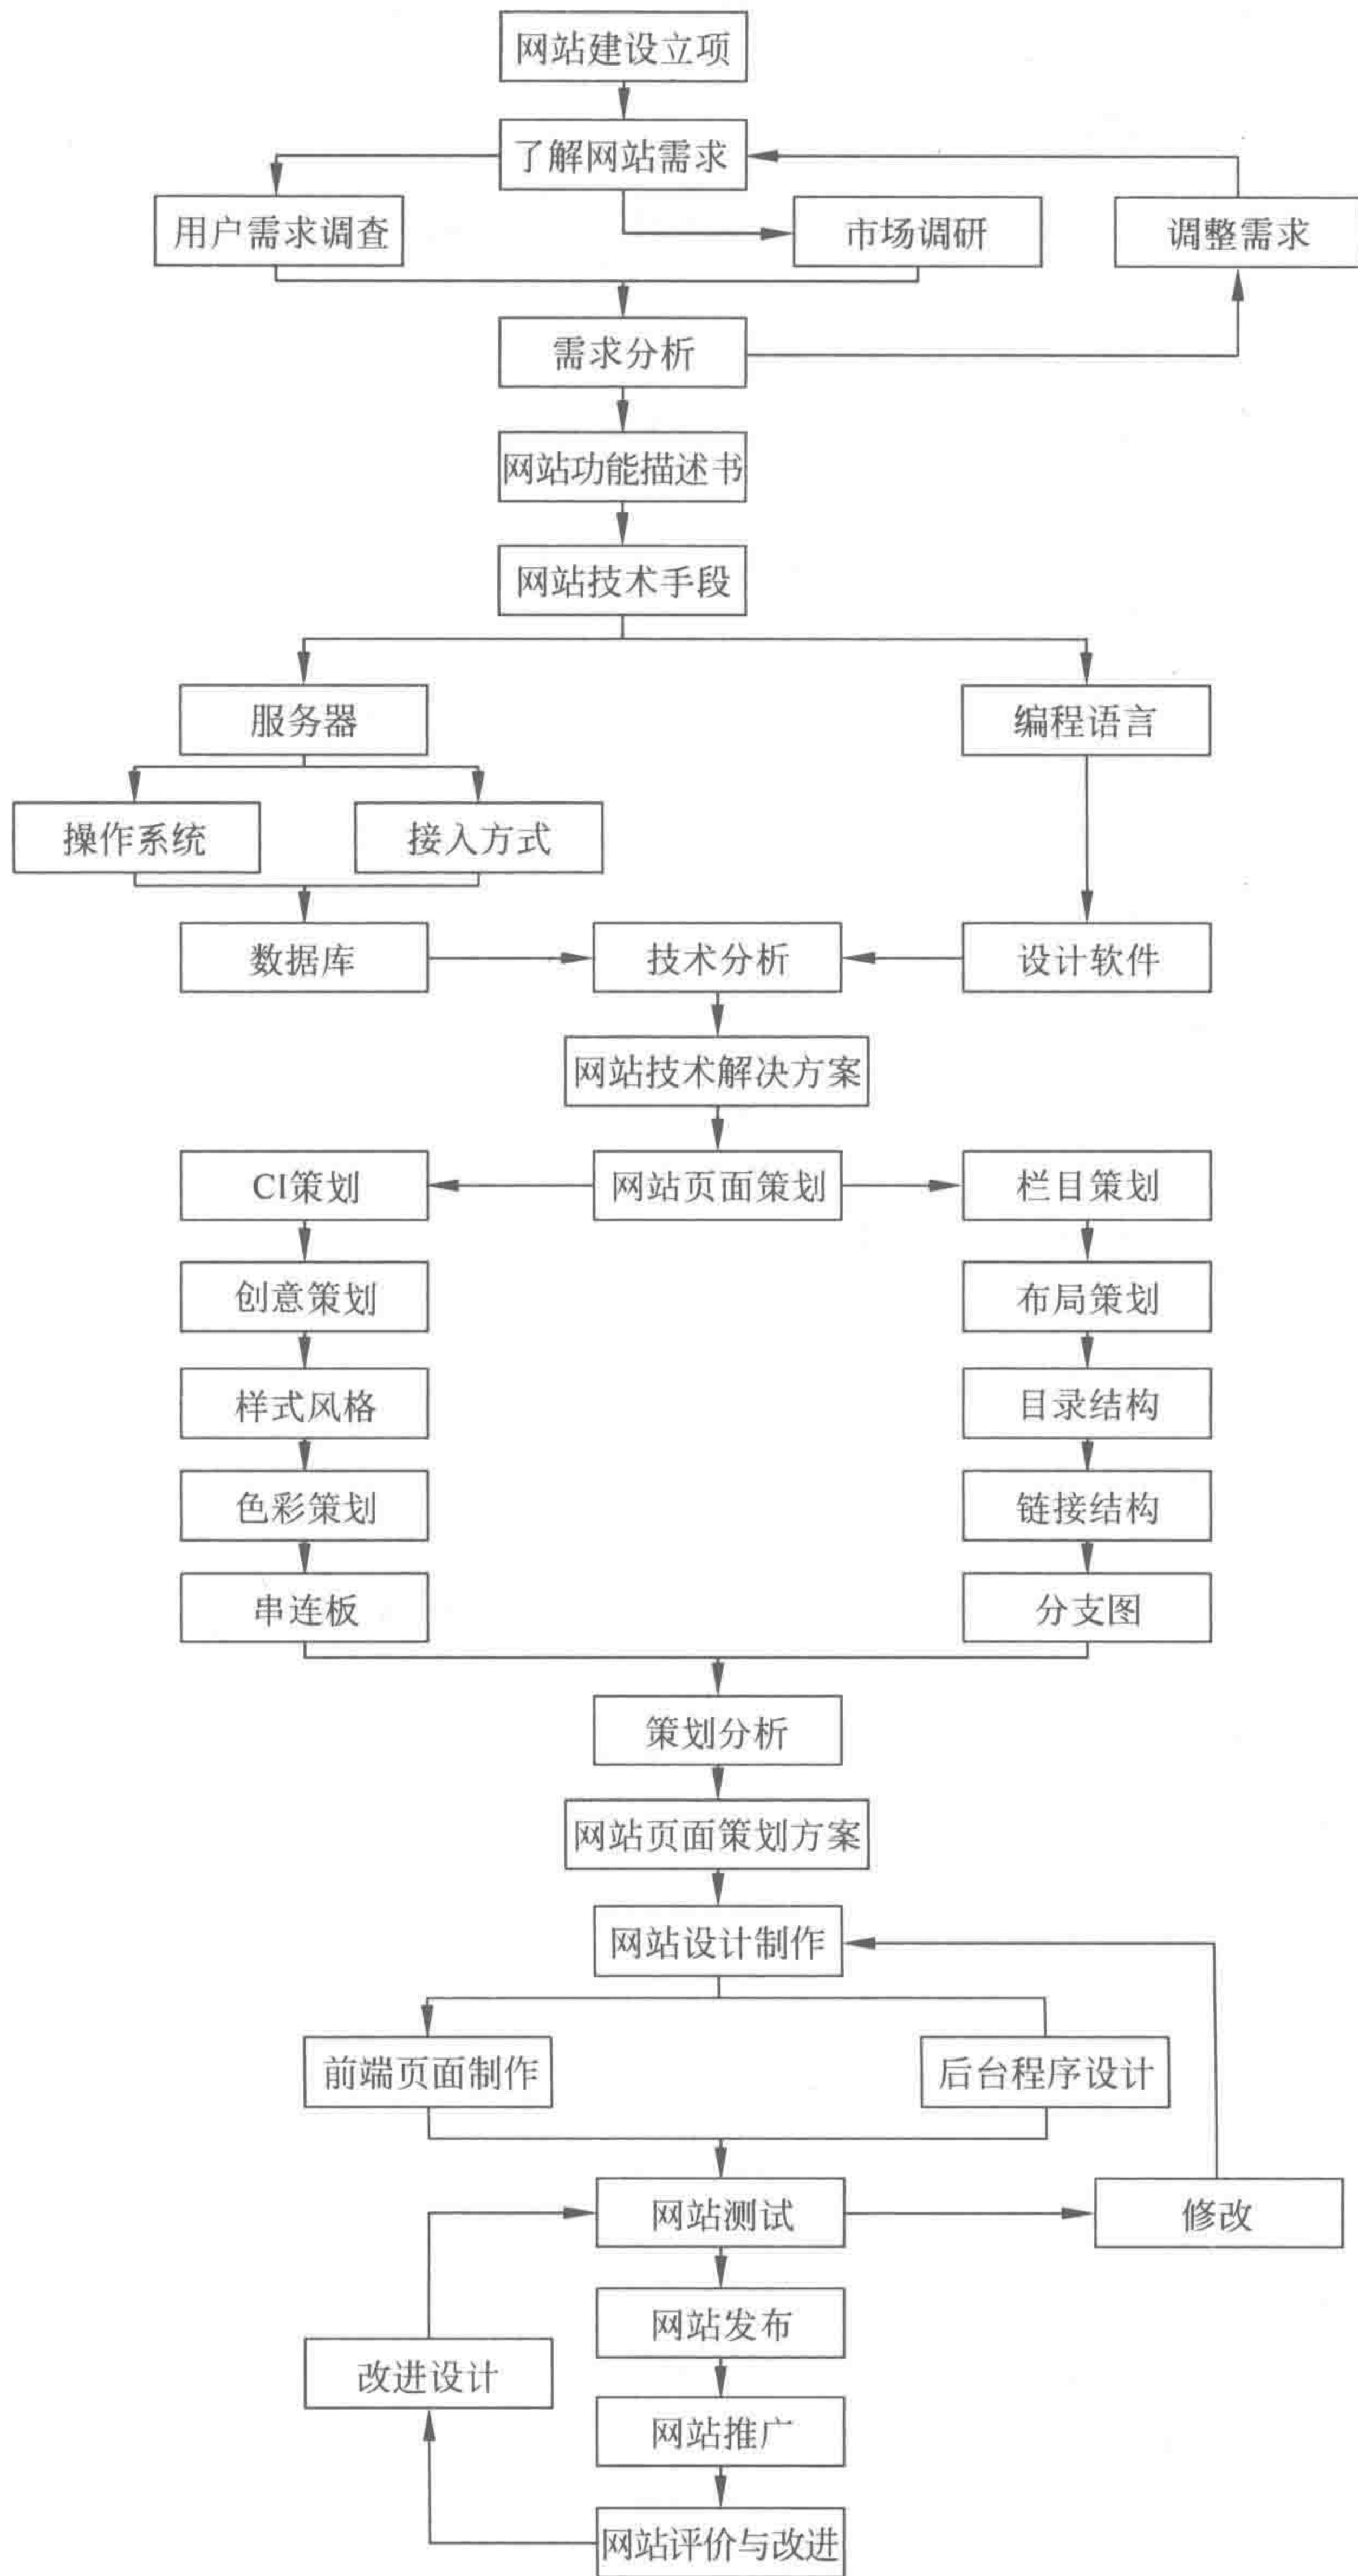 网站建设立项
了解网站需求
用户需求调查
市场调研
调整需求
需求分析
网站功能描述书
网站技术手段
服务器
编程语言
操作系统
接入方式
数据库
技术分析
设计软件
网站技术解决方案
CI策划
网站页面策划
栏目策划
创意策划
布局策划
样式风格
目录结构
色彩策划
链接结构
串连板
分支图
策划分析
网站页面策划方案
网站设计制作
前端页面制作
后台程序设计
网站测试
修改
网站发布
改进设计
网站推广
网站评价与改进